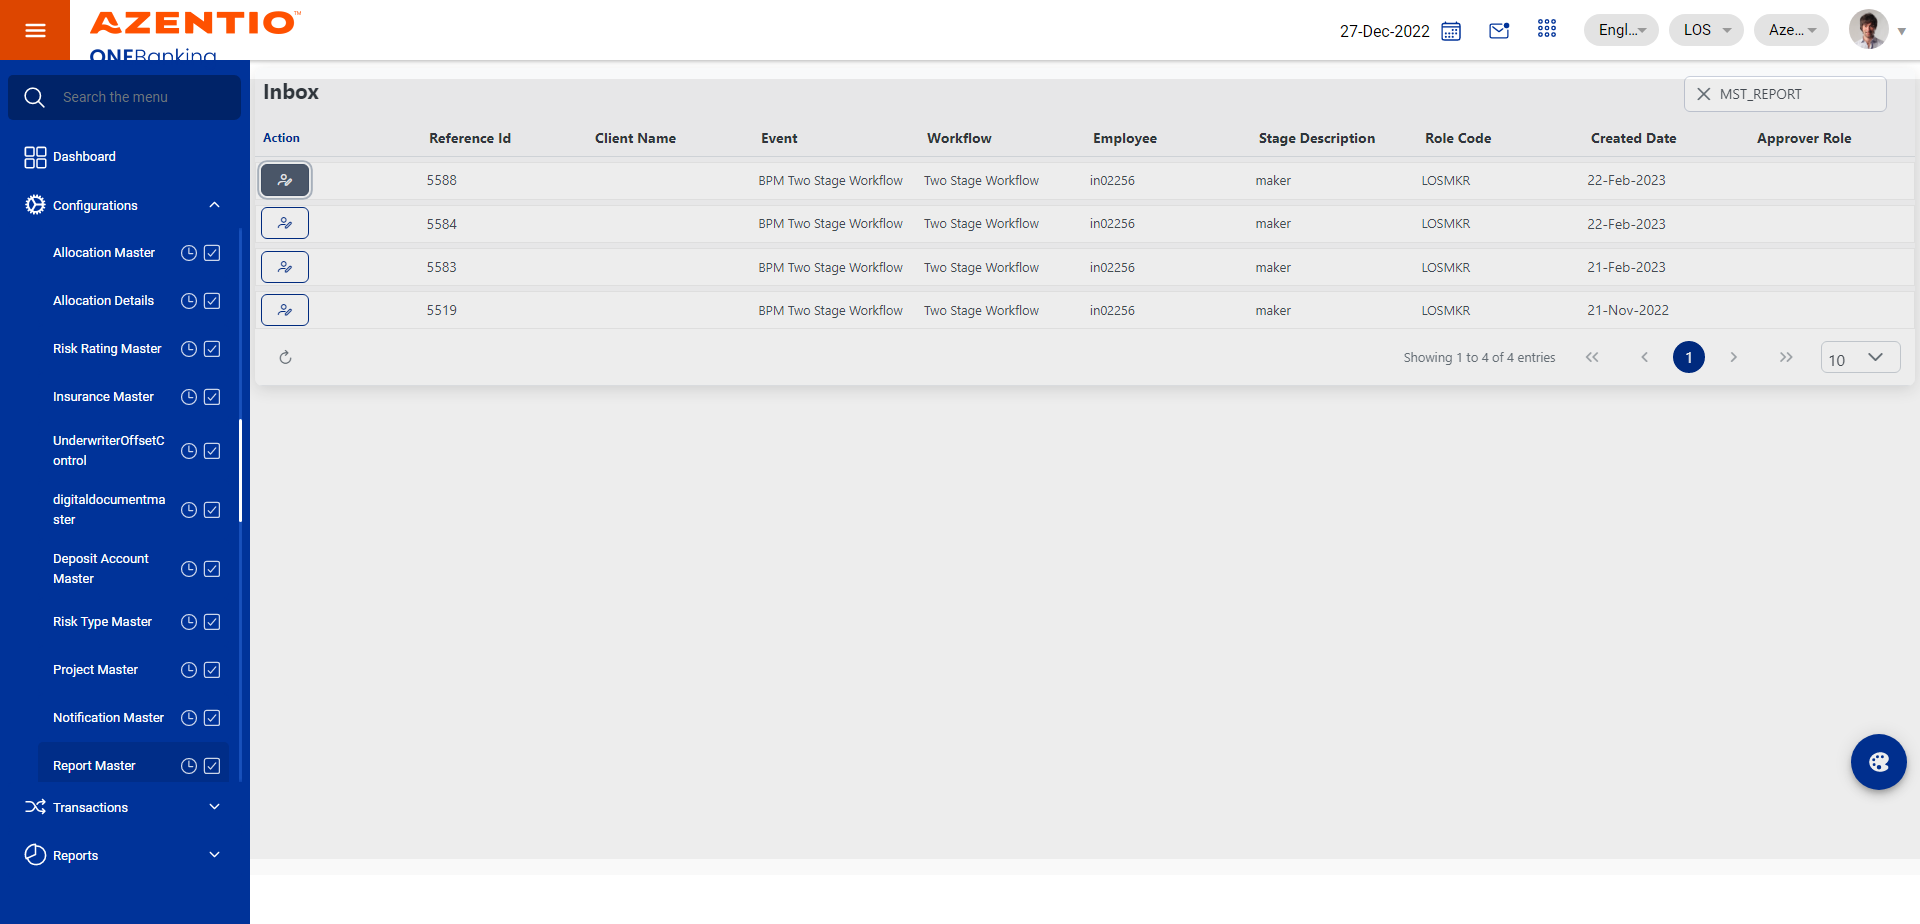 AZENTIO™
ONEBanking
27-Dec-2022
Engl...
LOS
Aze...
Search the menu
Dashboard
Configurations
Allocation Master
Allocation Details
Risk Rating Master
Insurance Master
UnderwriterOffsetC
ontrol
digitaldocumentma
ster
Deposit Account
Master
Risk Type Master
Project Master
Notification Master
Report Master
Transactions
Reports
Inbox
MST_REPORT
Action Reference Id Client Name Event Workflow Employee Stage Description Role Code Created Date Approver Role
5588 BPM Two Stage Workflow Two Stage Workflow in02256 maker LOSMKR 22-Feb-2023
5584 BPM Two Stage Workflow Two Stage Workflow in02256 maker LOSMKR 22-Feb-2023
5583 BPM Two Stage Workflow Two Stage Workflow in02256 maker LOSMKR 21-Feb-2023
5519 BPM Two Stage Workflow Two Stage Workflow in02256 maker LOSMKR 21-Nov-2022
Showing 1 to 4 of 4 entries 1 10